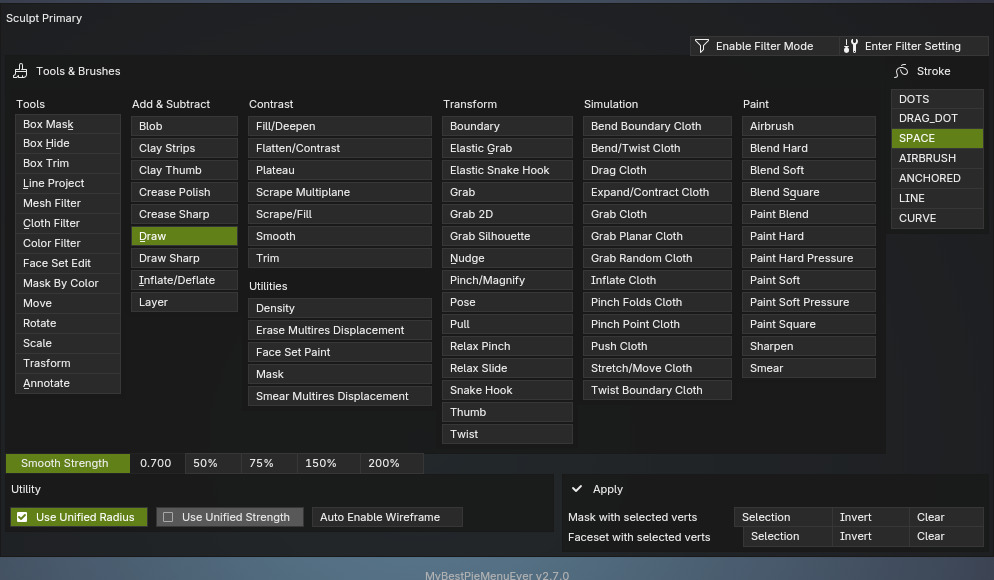 Sculpt Primary
Enable Filter Mode
Enter Filter Setting
Tools & Brushes
Stroke
Tools
Box Mask
Box Hide
Box Trim
Line Project
Mesh Filter
Cloth Filter
Color Filter
Face Set Edit
Mask By Color
Move
Rotate
Scale
Trasform
Annotate
Add & Subtract
Blob
Clay Strips
Clay Thumb
Crease Polish
Crease Sharp
Draw
Draw Sharp
Inflate/Deflate
Layer
Contrast
Fill/Deepen
Flatten/Contrast
Plateau
Scrape Multiplane
Scrape/Fill
Smooth
Trim
Utilities
Density
Erase Multires Displacement
Face Set Paint
Mask
Smear Multires Displacement
Transform
Boundary
Elastic Grab
Elastic Snake Hook
Grab
Grab 2D
Grab Silhouette
Nudge
Pinch/Magnify
Pose
Pull
Relax Pinch
Relax Slide
Snake Hook
Thumb
Twist
Simulation
Bend Boundary Cloth
Bend/Twist Cloth
Drag Cloth
Expand/Contract Cloth
Grab Cloth
Grab Planar Cloth
Grab Random Cloth
Inflate Cloth
Pinch Folds Cloth
Pinch Point Cloth
Push Cloth
Stretch/Move Cloth
Twist Boundary Cloth
Paint
Airbrush
Blend Hard
Blend Soft
Blend Square
Paint Blend
Paint Hard
Paint Hard Pressure
Paint Soft
Paint Soft Pressure
Paint Square
Sharpen
Smear
DOTS
DRAG_DOT
SPACE
AIRBRUSH
ANCHORED
LINE
CURVE
Smooth Strength 0.700 50% 75% 150% 200%
Utility
Use Unified Radius
Use Unified Strength
Auto Enable Wireframe
Apply
Mask with selected verts Selection Invert Clear
Faceset with selected verts Selection Invert Clear
MyBestPieMenuEver v2.7.0